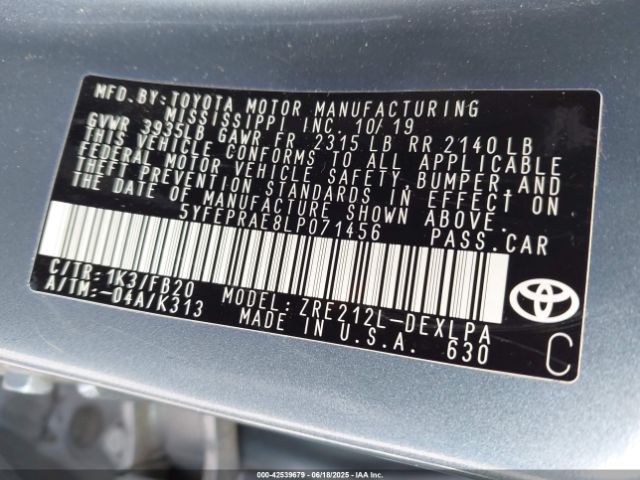 MFD.BY:TOYOTA MOTOR MANUFACTURING
MISSISSIPPI INC. 10/19
GVWR 3935LB GAWR FR 2315 LB RR 2140LB
THIS VEHICLE CONFORMS TO ALL APPLICABLE
FEDERAL MOTOR VEHICLE SAFETY, BUMPER, AND
THEFT PREVENTION STANDARDS IN EFFECT ON
THE DATE OF MANUFACTURE SHOWN ABOVE.
5YFEPRAE8LP071456 PASS.CAR
C/TR: 1K3/FB20
A/TM:-04A/K313
MODEL: ZRE212L-DEXLPA
MADE IN U.S.A. 630
TOYOTA
C
000-42539679 - 06/18/2025 - IAA Inc.